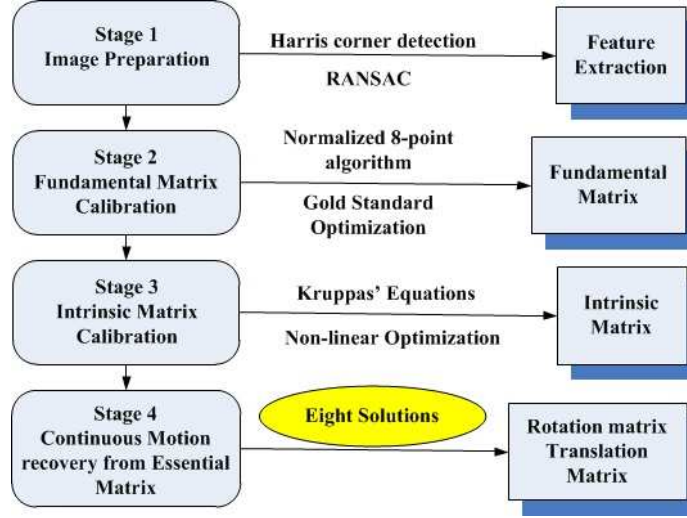 Stage 1
Image Preparation
Harris corner detection
RANSAC
Feature
Extraction
Stage 2
Fundamental Matrix
Calibration
Normalized 8-point
algorithm
Gold Standard
Optimization
Fundamental
Matrix
Stage 3
Intrinsic Matrix
Calibration
Kruppas' Equations
Non-linear Optimization
Intrinsic
Matrix
Stage 4
Continuous Motion
recovery from Essential
Matrix
Eight Solutions
Rotation matrix
Translation
Matrix